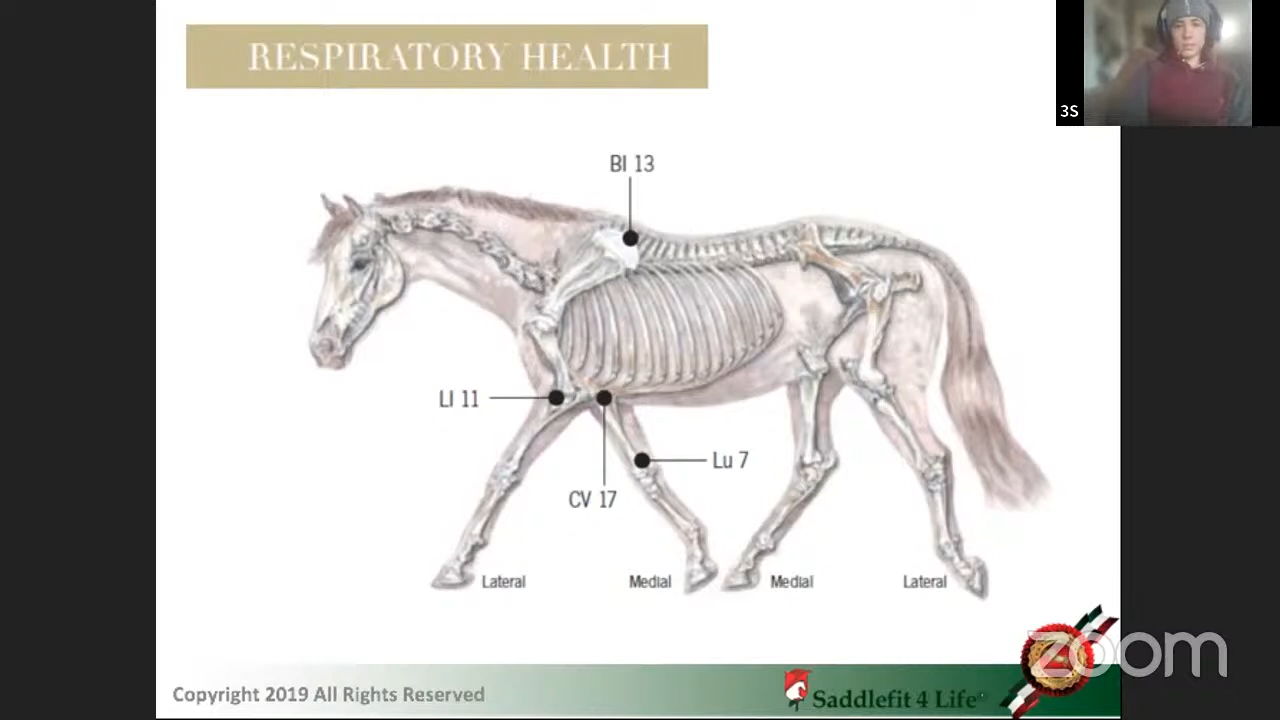 RESPIRATORY HEALTH
3S
Bl 13
LI 11
Lu 7
CV 17
Lateral
Medial
Medial
Lateral
zoom
Copyright 2019 All Rights Reserved
Saddlefit 4 Life®